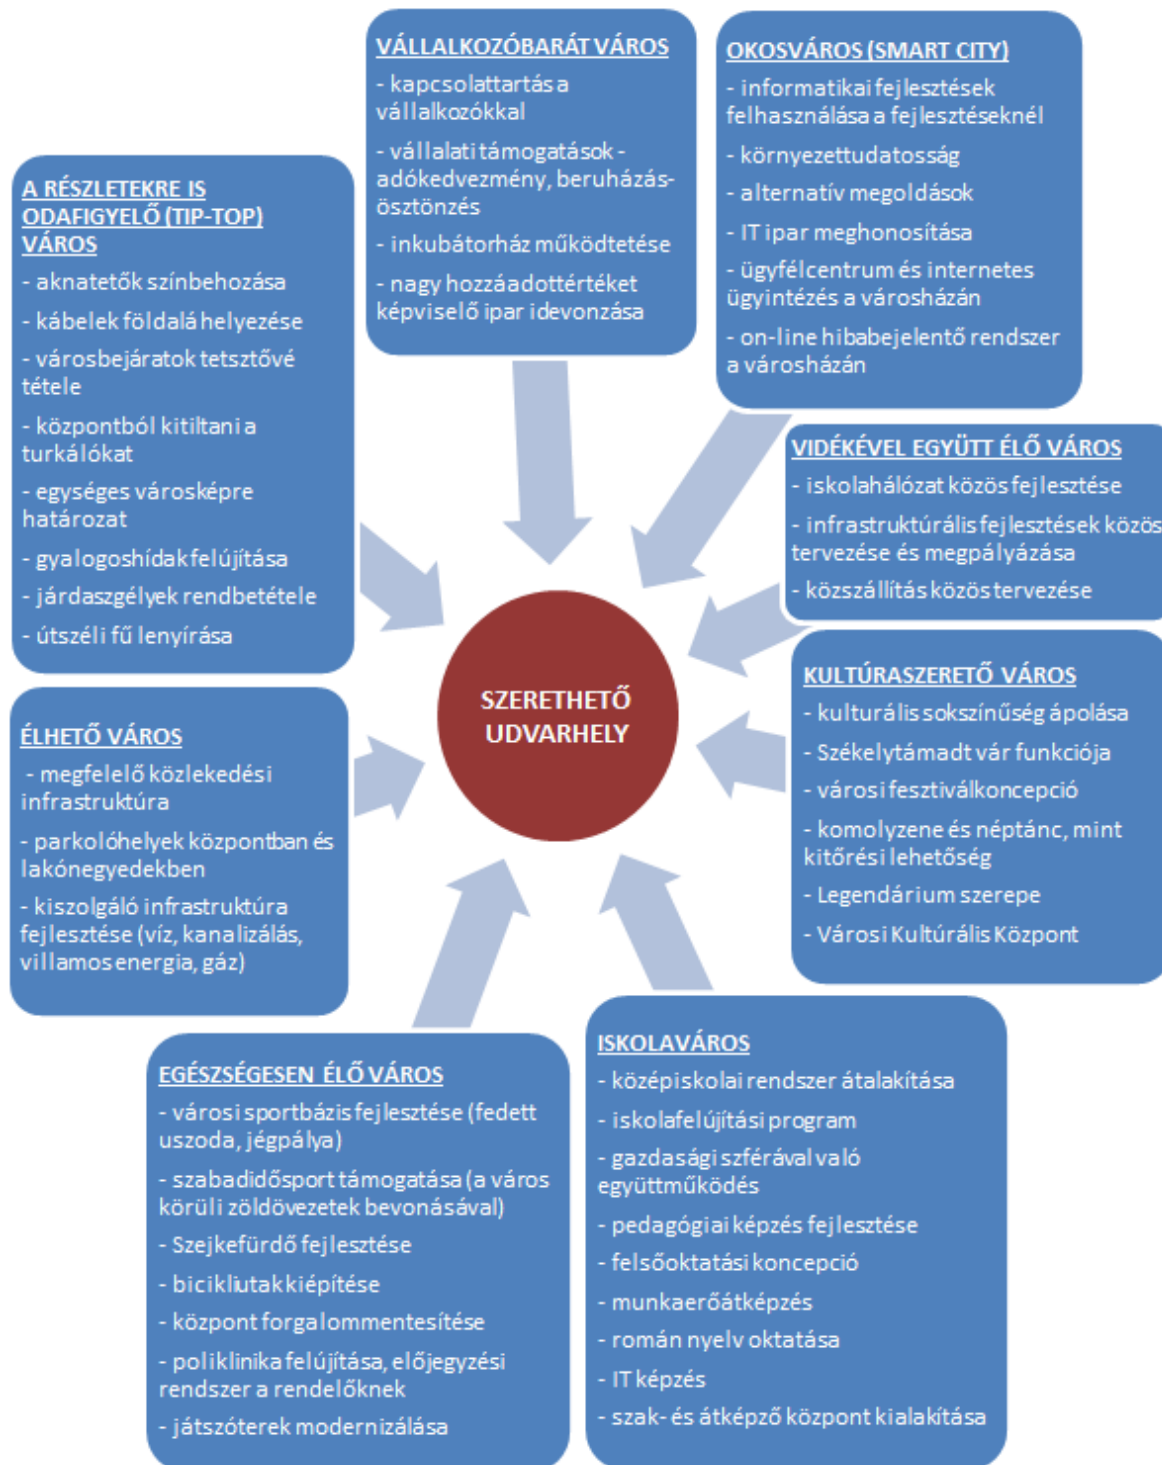 VÁLLALKOZÓBARÁT VÁROS
- kapcsolattartás a
vállalkozókkal
- vállalati támogatások -
adókedvezmény, beruházás-
ösztönzés
- inkubátorház működtetése
- nagy hozzáadottértéket
képviselő ipar idevonzása
OKOSVÁROS (SMART CITY)
- informatikai fejlesztések
felhasználása a fejlesztéseknél
- környezettudatosság
- alternatív megoldások
- IT ipar meghonosítása
- ügyfélcentrum és internetes
ügyintézés a városházán
- on-line hibabejelentő rendszer
a városházán
A RÉSZLETEKRE IS
ODAFIGYELŐ (TIP-TOP)
VÁROS
- aknatetők színbehozása
- kábelek földalá helyezése
- városbejáratok tetsztővé
tétele
- központból kitiltani a
turkálókat
- egységes városképre
határozat
- gyalogoshídak felújítása
- járdaszgélyek rendbetétele
- útszéli fű lenyírása
VIDÉKÉVEL EGYÜTT ÉLŐ VÁROS
- iskolahálózat közös fejlesztése
- infrastruktúrális fejlesztések közös
tervezése és megpályázása
- közszállítás közös tervezése
SZERETHETŐ
UDVARHELY
KULTÚRASZERETŐ VÁROS
- kulturális sokszínűség ápolása
- Székelytámadt vár funkciója
- városi fesztiválkoncepció
- komolyzene és néptánc, mint
kitőrési lehetőség
- Legendárium szerepe
- Városi Kultúrális Központ
ÉLHETŐ VÁROS
- megfelelő közlekedési
infrastruktúra
- parkolóhelyek központban és
lakónegyedekben
- kiszolgáló infrastruktúra
fejlesztése (víz, kanalizálás,
villamos energia, gáz)
EGÉSZSÉGESEN ÉLŐ VÁROS
- városi sportbázis fejlesztése (fedett
uszoda, jégpálya)
- szabadidősport támogatása (a város
körüli zöldövezetek bevonásával)
- Szejkefürdő fejlesztése
- bicikliutak kiépítése
- központ forgalommentesítése
- poliklinika felújítása, előjegyzési
rendszer a rendelőknek
- játszóterek modernizálása
ISKOLAVÁROS
- középiskolai rendszer átalakítása
- iskolafelújítási program
- gazdasági szférával való
együttműködés
- pedagógiai képzés fejlesztése
- felsőoktatási koncepció
- munkaerőátképzés
- román nyelv oktatása
- IT képzés
- szak- és átképző központ kialakítása